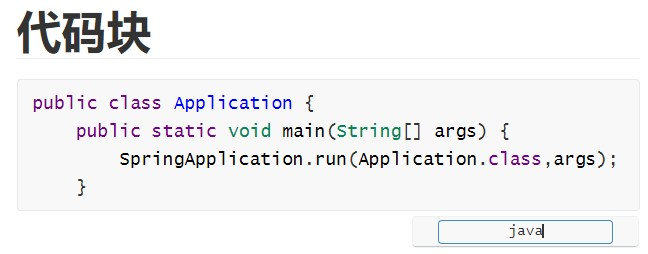 代码块
public class Application {
    public static void main(String[] args) {
        SpringApplication.run(Application.class,args);
    }
java